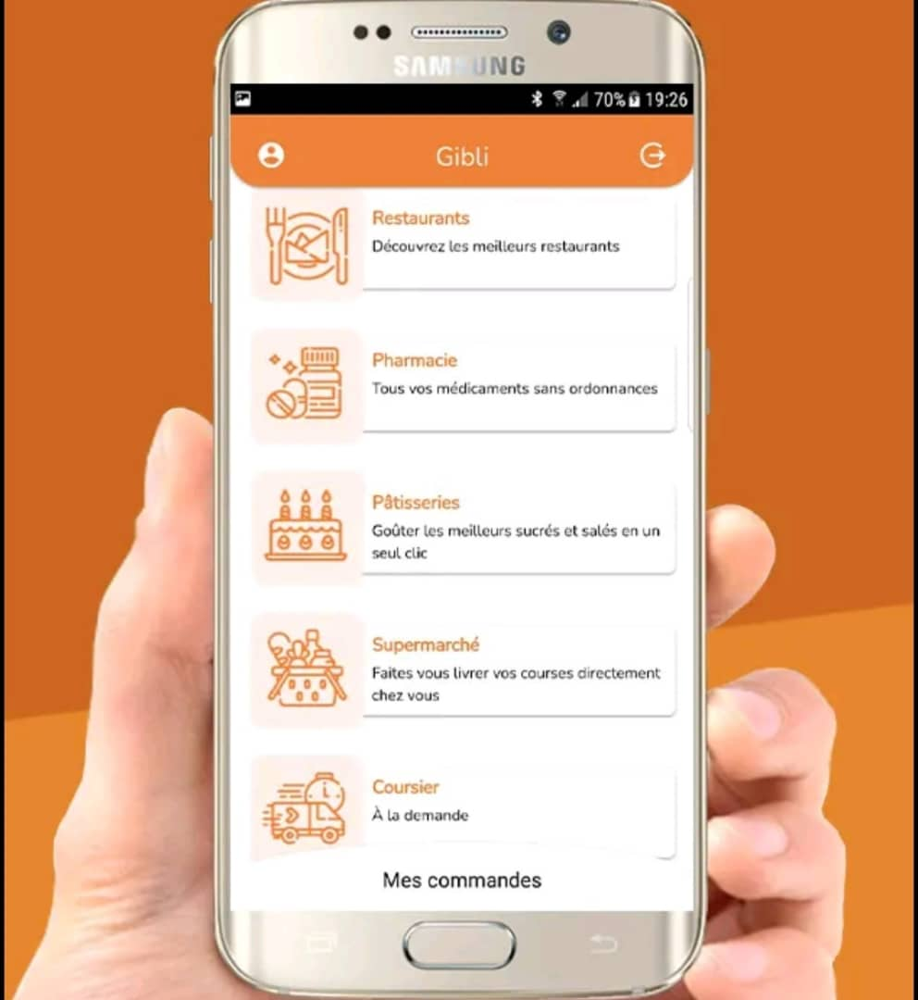 SAMSUNG
70% 19:26
Gibli
Restaurants
Découvrez les meilleurs restaurants
Pharmacie
Tous vos médicaments sans ordonnances
Pâtisseries
Goûter les meilleurs sucrés et salés en un
seul clic
Supermarché
Faites vous livrer vos courses directement
chez vous
Coursier
À la demande
Mes commandes